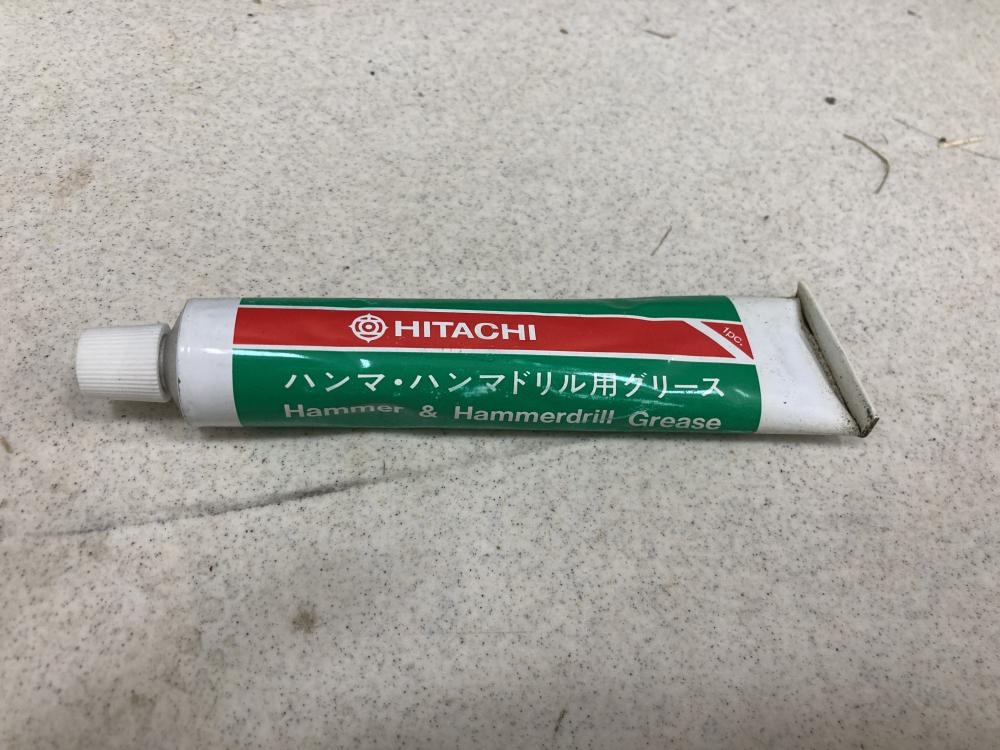 HITACHI
1pc.
ハンマ・ハンマドリル用グリース
Hammer & Hammerdrill Grease